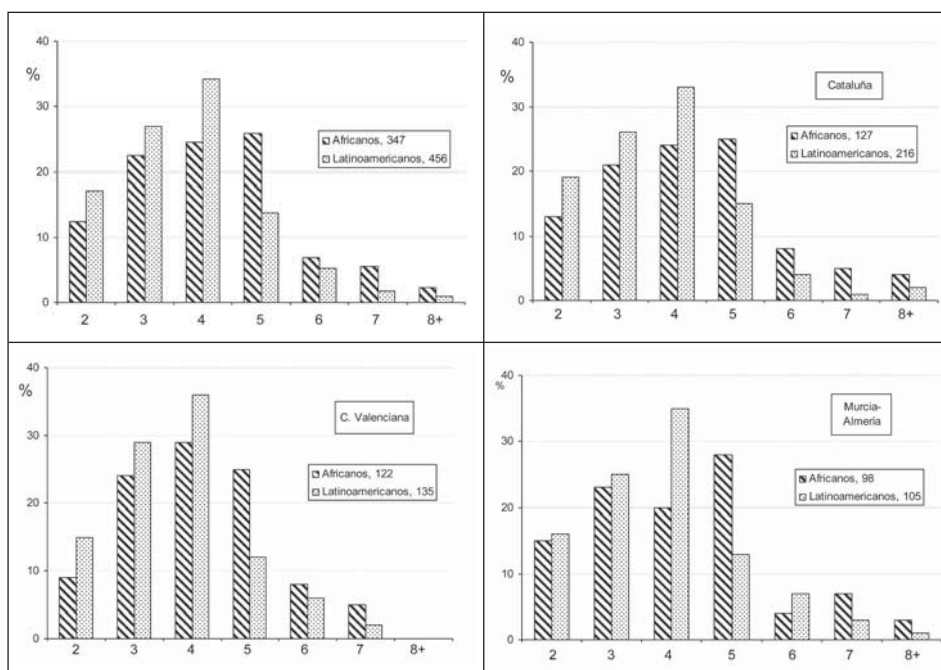 40
%
30
20
10
0
Africanos, 347
Latinoamericanos, 456
2 3 4 5 6 7 8+
40
%
30
20
10
0
Cataluña
Africanos, 127
Latinoamericanos, 216
2 3 4 5 6 7 8+
40
%
30
20
10
0
C. Valenciana
Africanos, 122
Latinoamericanos, 135
2 3 4 5 6 7 8+
40
%
30
20
10
0
Murcia-
Almería
Africanos, 98
Latinoamericanos, 105
2 3 4 5 6 7 8+